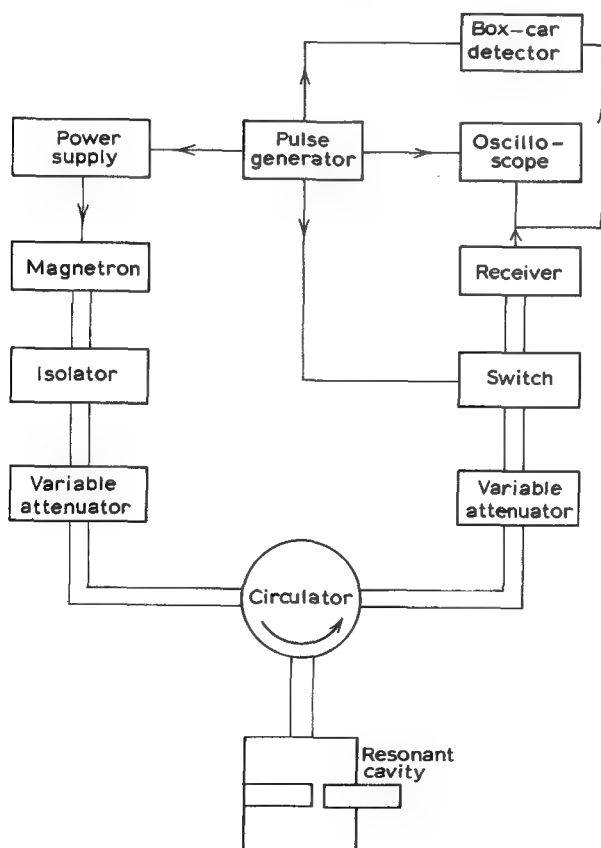 Box-car
detector
Power
supply
Pulse
generator
Oscillo-
scope
Magnetron
Receiver
Isolator
Switch
Variable
attenuator
Variable
attenuator
Circulator
Resonant
cavity